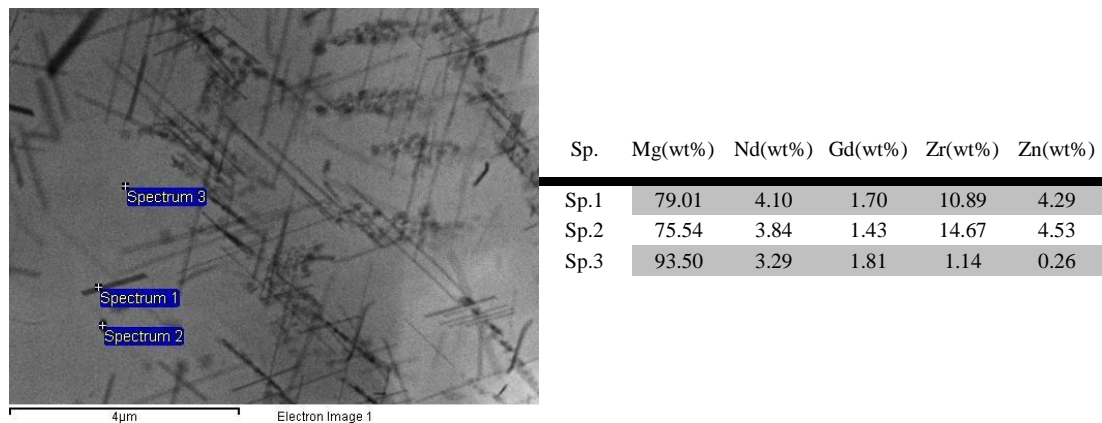 Spectrum 3
Spectrum 1
Spectrum 2
4µm Electron Image 1
Sp. Mg(wt%) Nd(wt%) Gd(wt%) Zr(wt%) Zn(wt%)
Sp.1 79.01 4.10 1.70 10.89 4.29
Sp.2 75.54 3.84 1.43 14.67 4.53
Sp.3 93.50 3.29 1.81 1.14 0.26